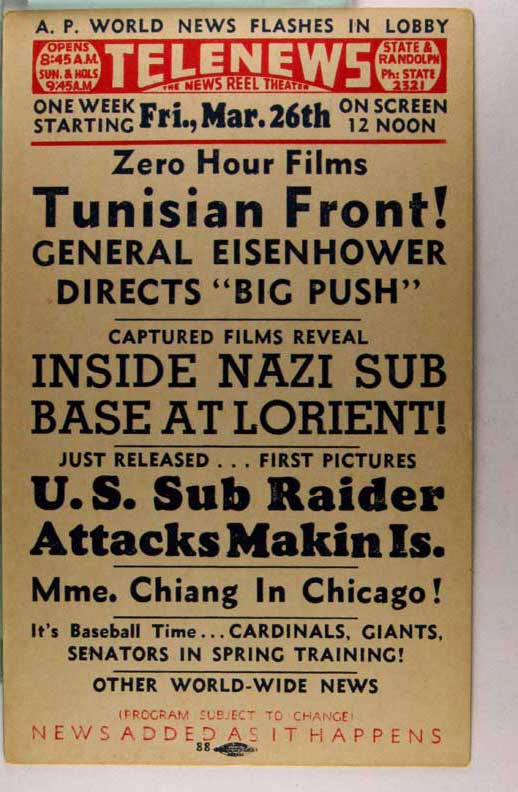 A. P. WORLD NEWS FLASHES IN LOBBY
OPENS
8:45 A.M.
SUN. & HOLS
9:45 A.M
TELENEWS
THE NEWS REEL THEATER
STATE &
RANDOLPH
Ph: STATE
2321
ONE WEEK
STARTING
Fri., Mar. 26th
ON SCREEN
12 NOON
Zero Hour Films
Tunisian Front!
GENERAL EISENHOWER
DIRECTS “BIG PUSH”
CAPTURED FILMS REVEAL
INSIDE NAZI SUB
BASE AT LORIENT!
JUST RELEASED . . . FIRST PICTURES
U. S. Sub Raider
Attacks Makin Is.
Mme. Chiang In Chicago!
It's Baseball Time... CARDINALS, GIANTS,
SENATORS IN SPRING TRAINING!
OTHER WORLD-WIDE NEWS
(PROGRAM SUBJECT TO CHANGE)
NEWS ADDED AS IT HAPPENS
88